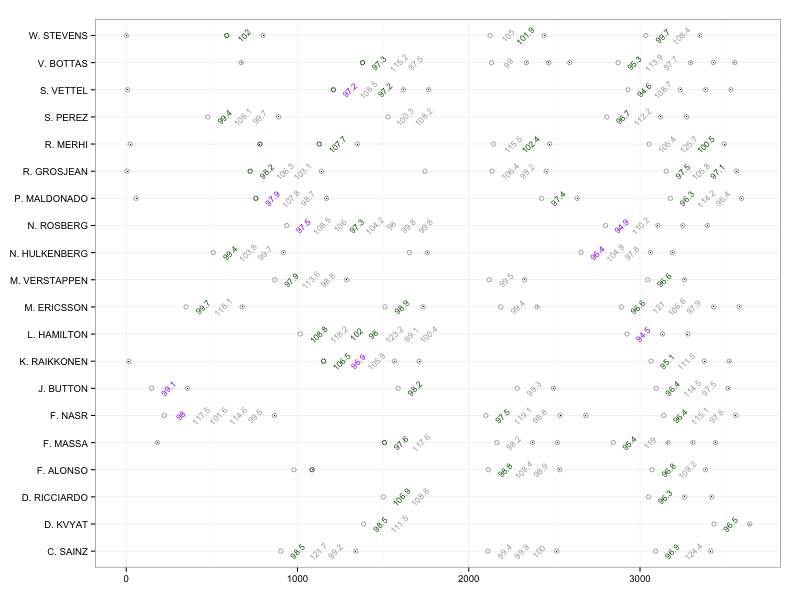 W. STEVENS 102 105 101.9 99.7 108.4
V. BOTTAS 97.3 115.2 97.5 99 95.3 113.9 97.7
S. VETTEL 97.2 108.5 97.2 94.6 108.7
S. PEREZ 99.4 106.1 99.7 100.3 108.2 96.7 112.2
R. MERHI 107.7 115.5 102.4 105.4 125.7 100.5
R. GROSJEAN 98.2 106.3 103.1 106.4 99.2 97.5 105.8 97.1
P. MALDONADO 97.9 107.8 98.7 97.4 96.3 114.2 96.4
N. ROSBERG 97.5 108.5 106 97.3 104.2 98 99.8 99.8 94.9 110.2
N. HULKENBERG 99.4 103.8 99.7 96.4 104.8 97.8
M. VERSTAPPEN 97.9 113.6 98.8 99.5 96.6
M. ERICSSON 99.7 118.1 98.9 99.4 96.6 121 106.6 97.9
L. HAMILTON 108.8 118.2 102 98 123.2 99.1 100.4 94.5
K. RAIKKONEN 106.5 96.9 105.9 95.1 111.5
J. BUTTON 99.1 98.2 99.3 96.4 114.5 97.5
F. NASR 98 117.5 101.6 114.6 99.5 97.5 119.1 98.8 96.4 115.1 97.6
F. MASSA 97.6 117.6 98.2 95.4 119
F. ALONSO 98.8 108.4 98.9 96.8 109.2
D. RICCIARDO 106.9 108.8 96.3
D. KVYAT 98.5 111.5 96.5
C. SAINZ 98.5 121.7 99.2 99.4 99.9 100 96.9 124.4
0 1000 2000 3000